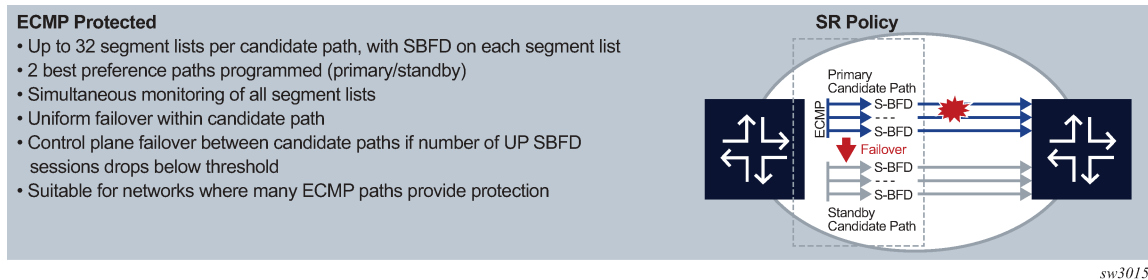 ECMP Protected
• Up to 32 segment lists per candidate path, with SBFD on each segment list
• 2 best preference paths programmed (primary/standby)
• Simultaneous monitoring of all segment lists
• Uniform failover within candidate path
• Control plane failover between candidate paths if number of UP SBFD
sessions drops below threshold
• Suitable for networks where many ECMP paths provide protection
SR Policy
Primary
Candidate Path
ECMP
S-BFD
---
S-BFD
Failover
S-BFD
---
S-BFD
Standby
Candidate Path
sw3015